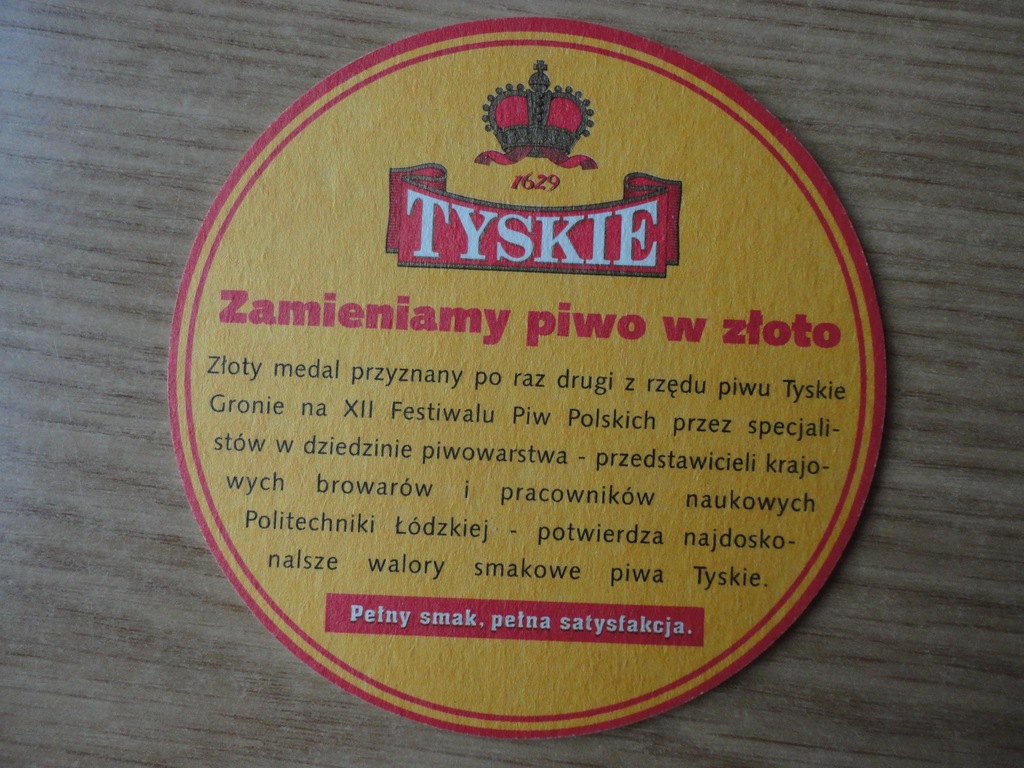 1629
TYSKIE
Zamieniamy piwo w złoto
Złoty medal przyznany po raz drugi z rzędu piwu Tyskie
Gronie na XII Festiwalu Piw Polskich przez specjali-
stów w dziedzinie piwowarstwa - przedstawicieli krajo-
wych browarów i pracowników naukowych
Politechniki Łódzkiej - potwierdza najdosko-
nalsze walory smakowe piwa Tyskie.
Pełny smak, pełna satysfakcja.